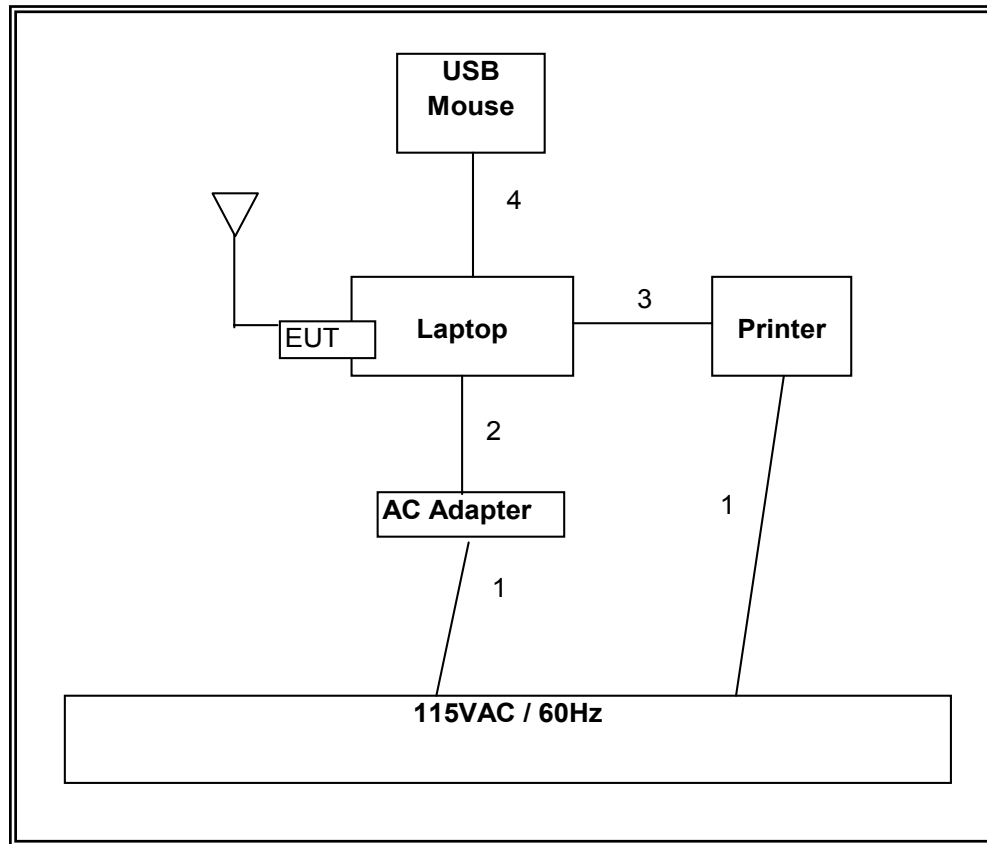 USB
Mouse
4
EUT
Laptop
3
Printer
2
AC Adapter
1
1
115VAC / 60Hz